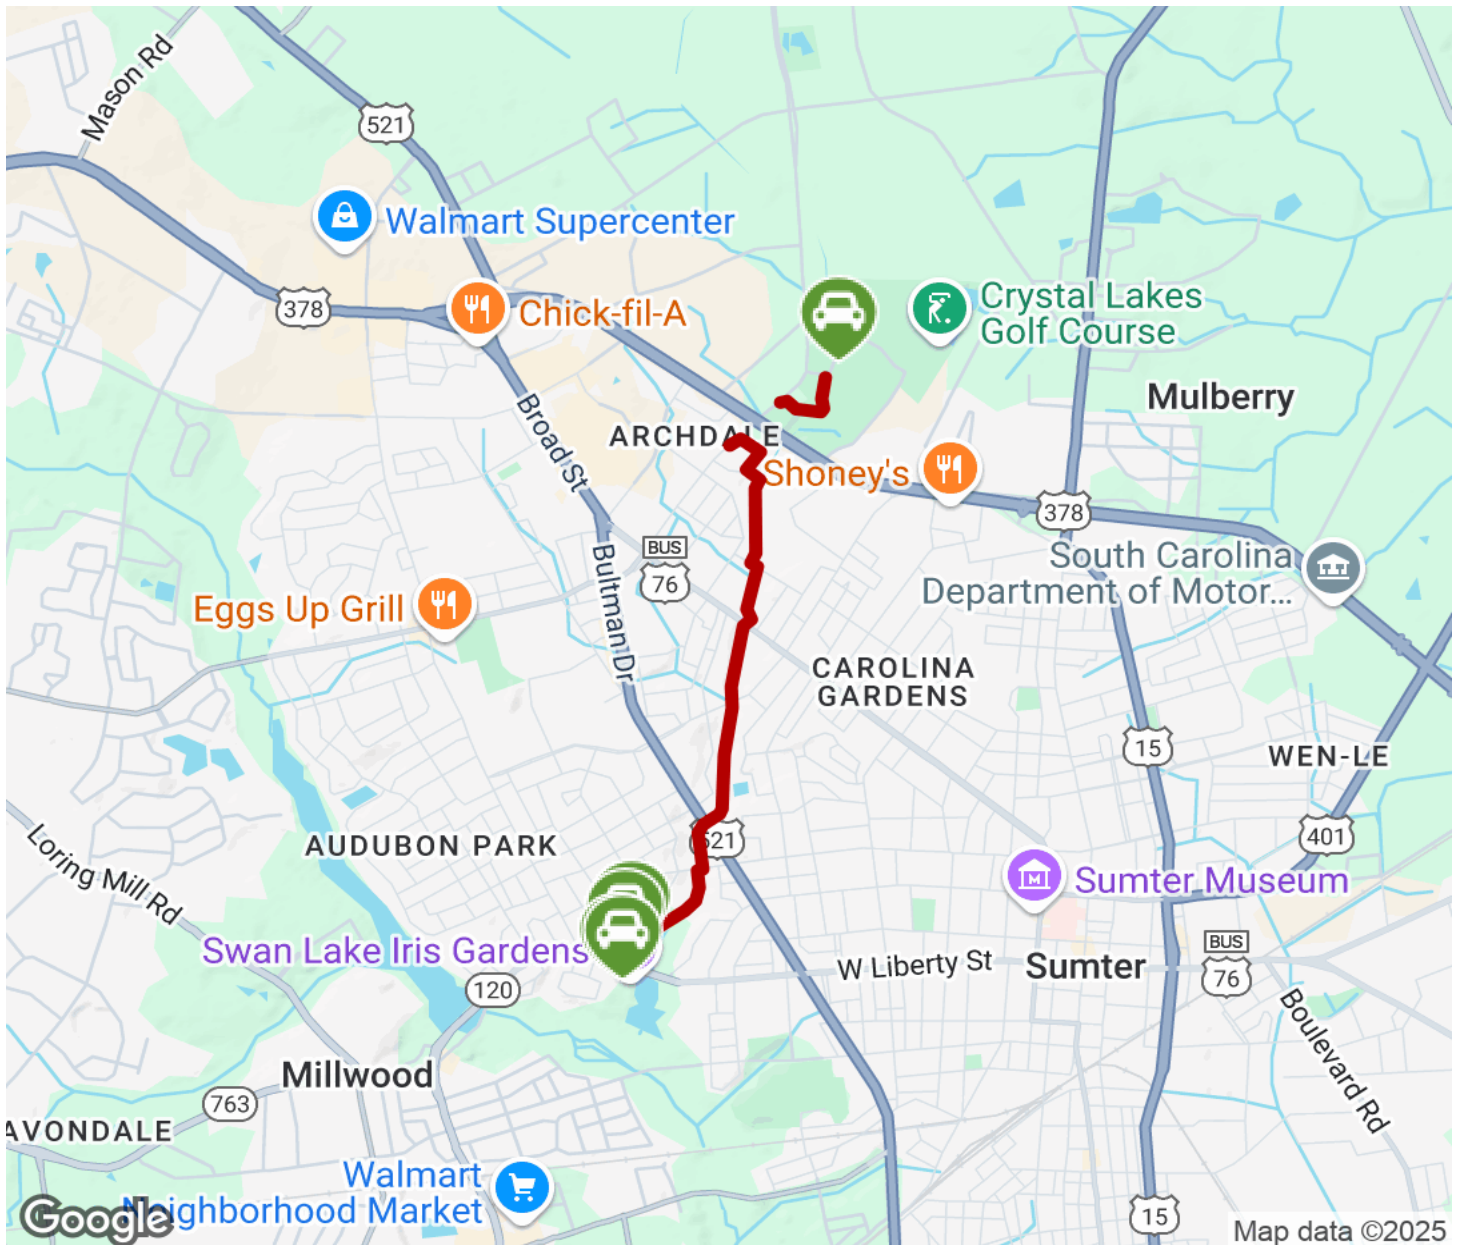 Mason Rd
521
Walmart Supercenter
378
Chick-fil-A
Crystal Lakes
Golf Course
Mulberry
Broad St
ARCHDALE
Shoney's
378
BUS
76
South Carolina
Department of Motor...
Eggs Up Grill
Bultman Dr
CAROLINA
GARDENS
15
WEN-LE
401
521
AUDUBON PARK
Loring Mill Rd
Sumter Museum
Swan Lake Iris Gardens
120
W Liberty St
Sumter
BUS
76
Boulevard Rd
Millwood
763
AVONDALE
Walmart
Neighborhood Market
15
Google
Map data ©2025